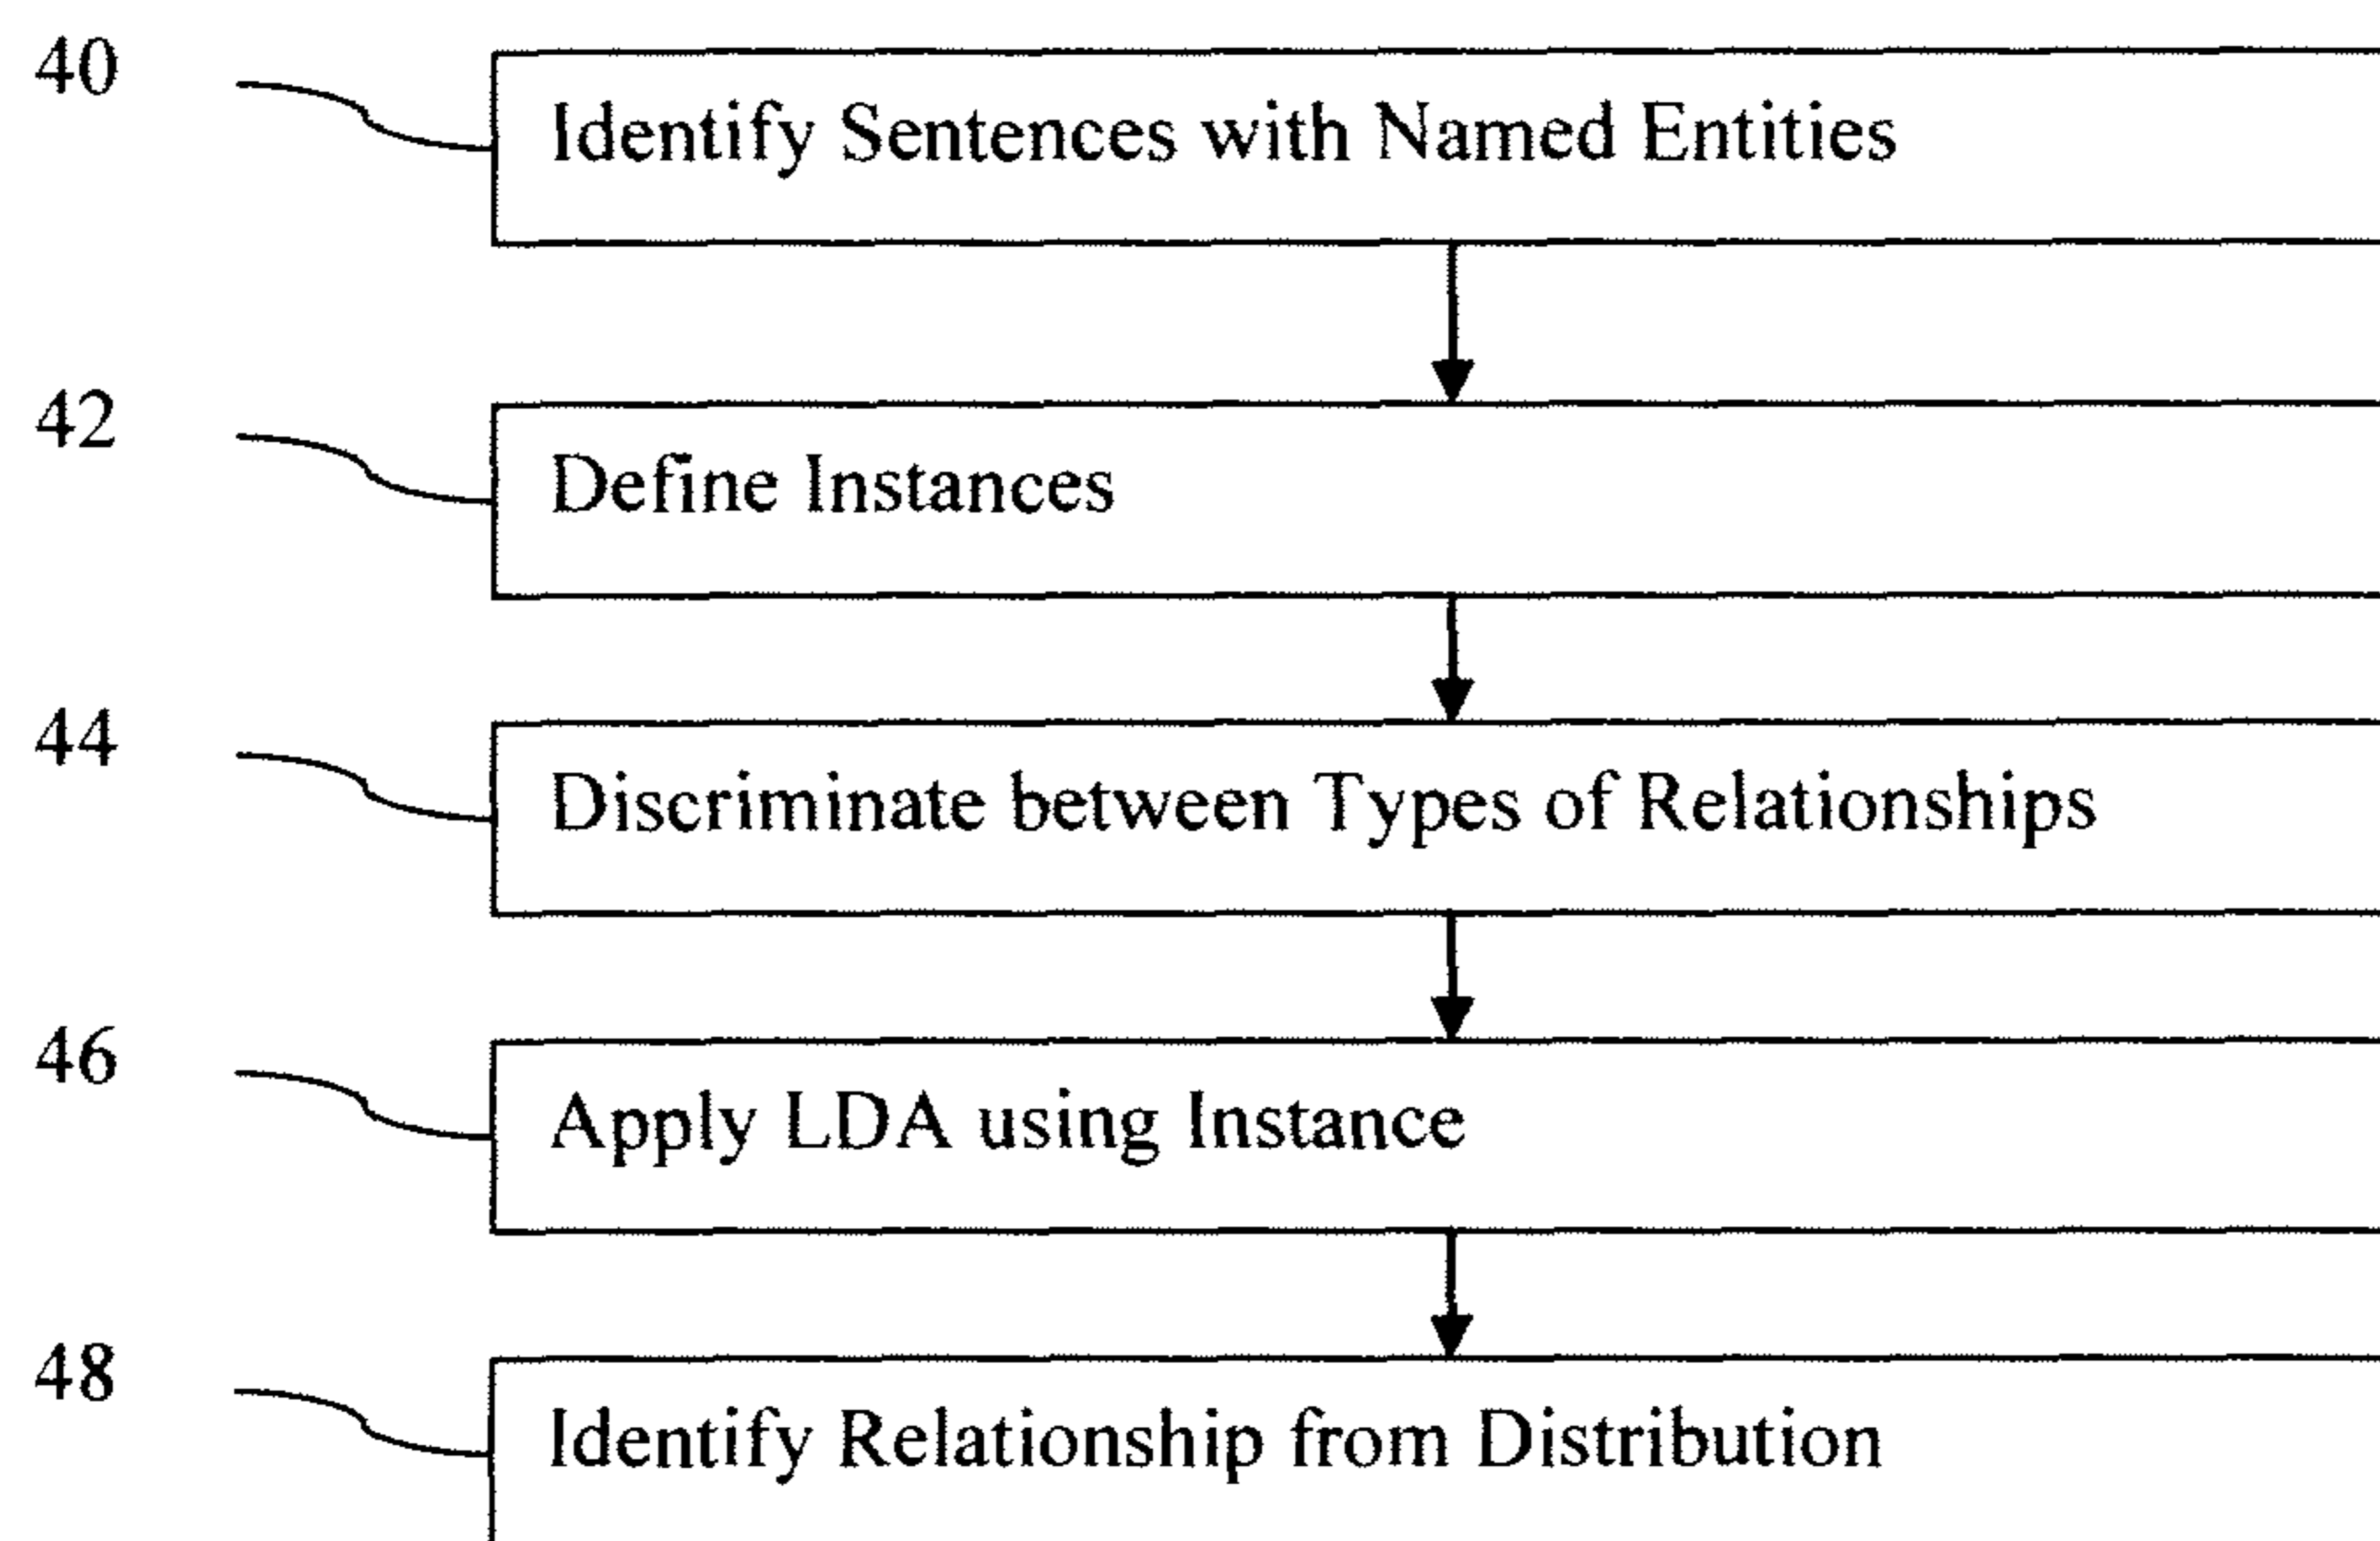 40
Identify Sentences with Named Entities
42
Define Instances
44
Discriminate between Types of Relationships
46
Apply LDA using Instance
48
Identify Relationship from Distribution